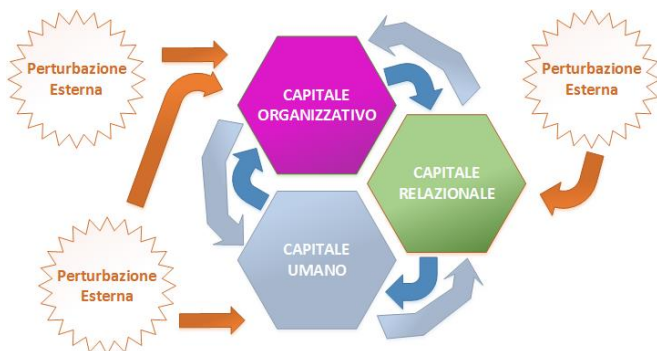 Perturbazione
Esterna
CAPITALE
ORGANIZZATIVO
Perturbazione
Esterna
CAPITALE
RELAZIONALE
CAPITALE
UMANO
Perturbazione
Esterna